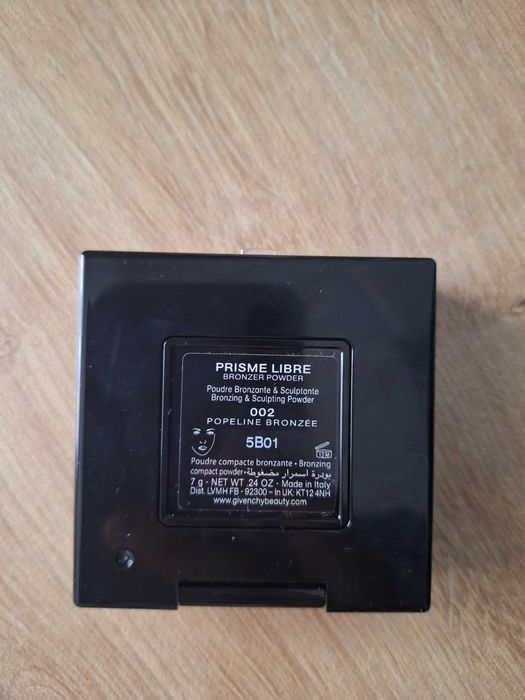 PRISME LIBRE
BRONZER POWDER
Poudre Bronzante & Sculptante
Bronzing & Sculpting Powder
002
POPELINE BRONZÉE
5B01
12M
Poudre compacte bronzante • Bronzing
compact powder • بودرة اسمرار مضغوطة
7 g - NET WT .24 OZ - Made in Italy
Dist. LVMH FB - 92300 – In UK: KT12 4NH
www.givenchybeauty.com